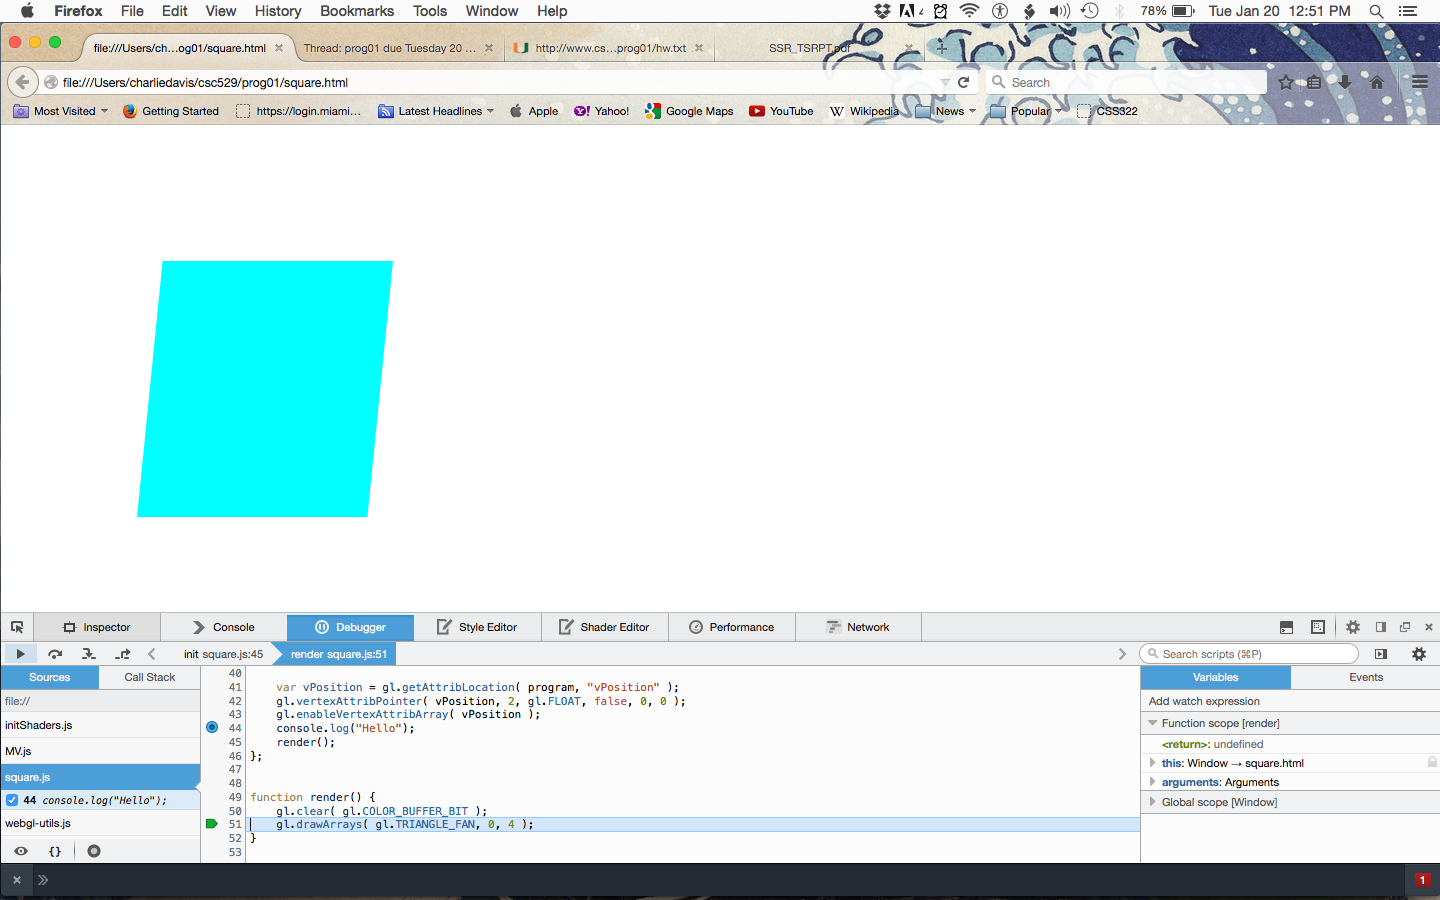 Firefox File Edit View History Bookmarks Tools Window Help 4 78% Tue Jan 20 12:51 PM
file:///Users/ch...og01/square.html Thread: prog01 due Tuesday 20 ... http://www.cs...prog01/hw.txt SSR_TSRPT.pdf
file:///Users/charliedavis/csc529/prog01/square.html Search
Most Visited Getting Started https://login.miami... Latest Headlines Apple Yahoo! Google Maps YouTube Wikipedia News Popular CSS322
Inspector Console Debugger Style Editor Shader Editor Performance Network
init square.js:45 render square.js:51 Search scripts (⌘P)
Sources Call Stack
file://
initShaders.js
MV.js
square.js
44 console.log("Hello");
webgl-utils.js
{}
40
41 var vPosition = gl.getAttribLocation( program, "vPosition" );
42 gl.vertexAttribPointer( vPosition, 2, gl.FLOAT, false, 0, 0 );
43 gl.enableVertexAttribArray( vPosition );
44 console.log("Hello");
45 render();
46 };
47
48
49 function render() {
50 gl.clear( gl.COLOR_BUFFER_BIT );
51 gl.drawArrays( gl.TRIANGLE_FAN, 0, 4 );
52 }
53
Variables Events
Add watch expression
Function scope [render]
<return>: undefined
this: Window → square.html
arguments: Arguments
Global scope [Window]
1